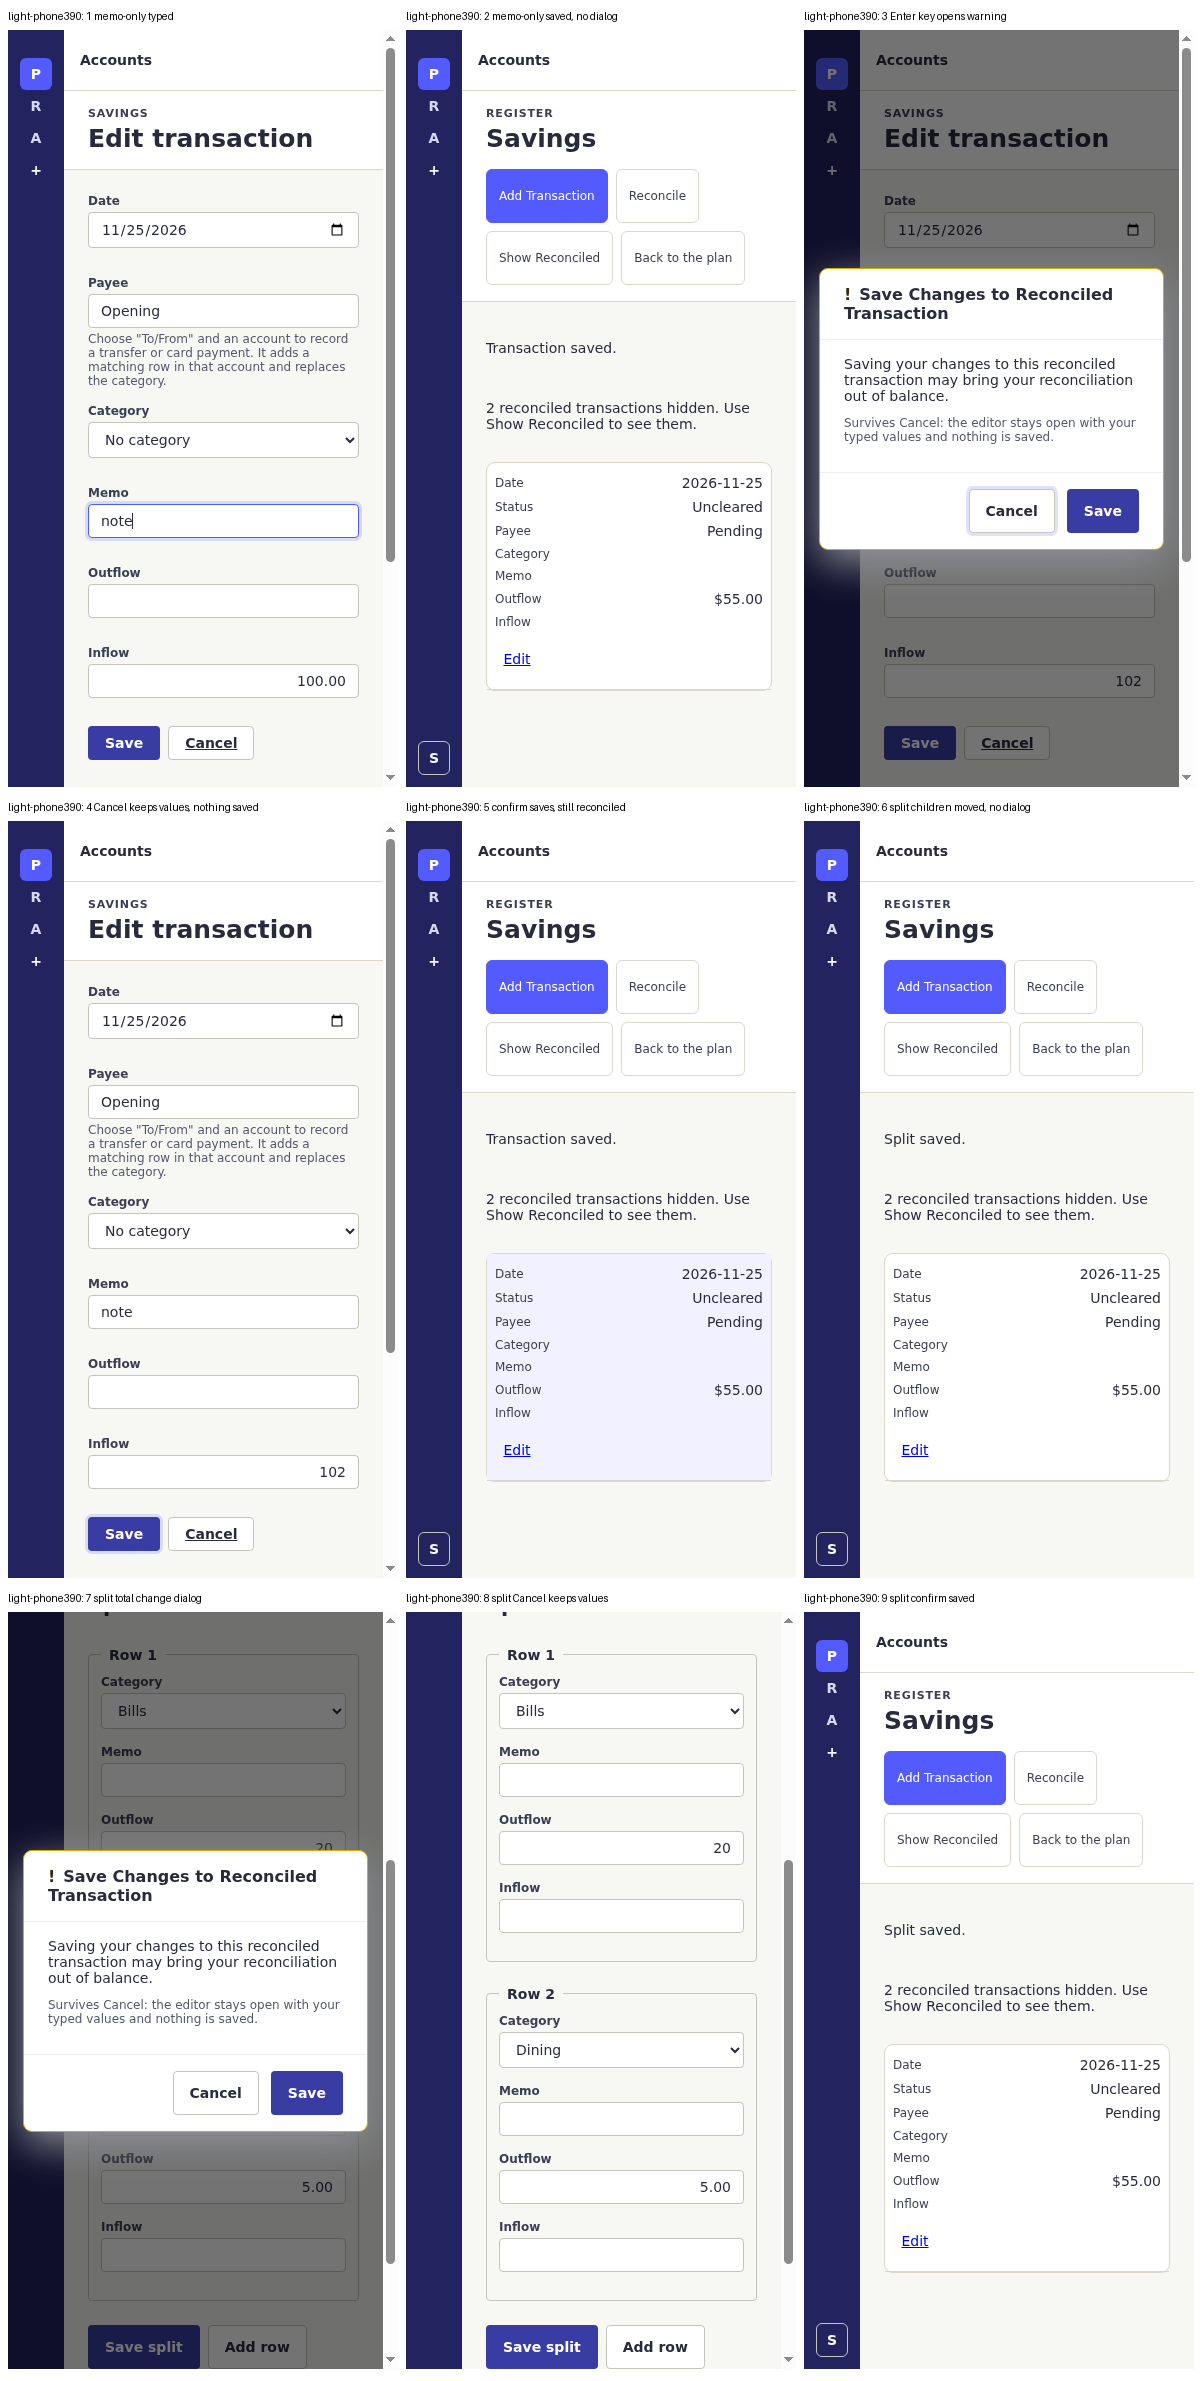 light-phone390: 1 memo-only typed
P
R
A
+
Accounts
SAVINGS
Edit transaction
Date
11/25/2026
Payee
Opening
Choose "To/From" and an account to record
a transfer or card payment. It adds a
matching row in that account and replaces
the category.
Category
No category
Memo
note
Outflow
Inflow
100.00
Save Cancel
light-phone390: 2 memo-only saved, no dialog
P
R
A
+
S
Accounts
REGISTER
Savings
Add Transaction Reconcile
Show Reconciled Back to the plan
Transaction saved.
2 reconciled transactions hidden. Use
Show Reconciled to see them.
Date 2026-11-25
Status Uncleared
Payee Pending
Category
Memo
Outflow $55.00
Inflow
Edit
light-phone390: 3 Enter key opens warning
P
R
A
+
Accounts
SAVINGS
Edit transaction
Date
11/25/2026
! Save Changes to Reconciled
Transaction
Saving your changes to this reconciled
transaction may bring your reconciliation
out of balance.
Survives Cancel: the editor stays open with your
typed values and nothing is saved.
Cancel Save
Outflow
Inflow
102
Save Cancel
light-phone390: 4 Cancel keeps values, nothing saved
P
R
A
+
Accounts
SAVINGS
Edit transaction
Date
11/25/2026
Payee
Opening
Choose "To/From" and an account to record
a transfer or card payment. It adds a
matching row in that account and replaces
the category.
Category
No category
Memo
note
Outflow
Inflow
102
Save Cancel
light-phone390: 5 confirm saves, still reconciled
P
R
A
+
S
Accounts
REGISTER
Savings
Add Transaction Reconcile
Show Reconciled Back to the plan
Transaction saved.
2 reconciled transactions hidden. Use
Show Reconciled to see them.
Date 2026-11-25
Status Uncleared
Payee Pending
Category
Memo
Outflow $55.00
Inflow
Edit
light-phone390: 6 split children moved, no dialog
P
R
A
+
S
Accounts
REGISTER
Savings
Add Transaction Reconcile
Show Reconciled Back to the plan
Split saved.
2 reconciled transactions hidden. Use
Show Reconciled to see them.
Date 2026-11-25
Status Uncleared
Payee Pending
Category
Memo
Outflow $55.00
Inflow
Edit
light-phone390: 7 split total change dialog
Row 1
Category
Bills
Memo
Outflow
20
! Save Changes to Reconciled
Transaction
Saving your changes to this reconciled
transaction may bring your reconciliation
out of balance.
Survives Cancel: the editor stays open with your
typed values and nothing is saved.
Cancel Save
Outflow
5.00
Inflow
Save split Add row
light-phone390: 8 split Cancel keeps values
Row 1
Category
Bills
Memo
Outflow
20
Inflow
Row 2
Category
Dining
Memo
Outflow
5.00
Inflow
Save split Add row
light-phone390: 9 split confirm saved
P
R
A
+
S
Accounts
REGISTER
Savings
Add Transaction Reconcile
Show Reconciled Back to the plan
Split saved.
2 reconciled transactions hidden. Use
Show Reconciled to see them.
Date 2026-11-25
Status Uncleared
Payee Pending
Category
Memo
Outflow $55.00
Inflow
Edit